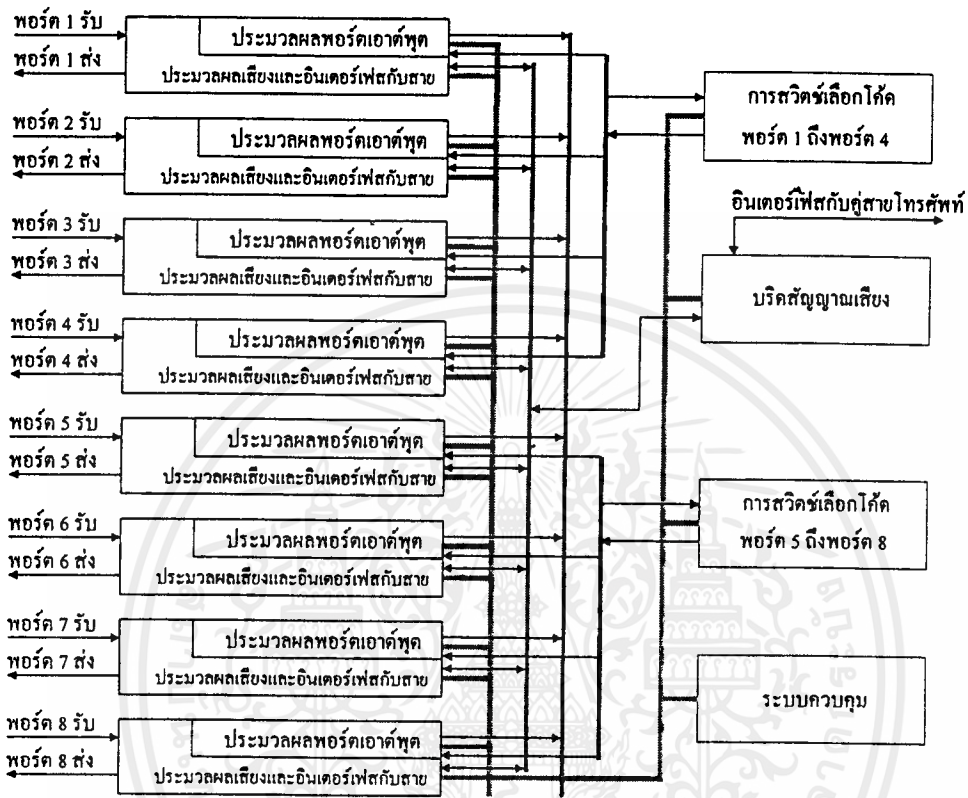 พอร์ต 1 รับ
พอร์ต 1 ส่ง
ประมวลผลพอร์ตเอาต์พุต
ประมวลผลเสียงและอินเตอร์เฟสกับสาย
พอร์ต 2 รับ
พอร์ต 2 ส่ง
ประมวลผลพอร์ตเอาต์พุต
ประมวลผลเสียงและอินเตอร์เฟสกับสาย
พอร์ต 3 รับ
พอร์ต 3 ส่ง
ประมวลผลพอร์ตเอาต์พุต
ประมวลผลเสียงและอินเตอร์เฟสกับสาย
พอร์ต 4 รับ
พอร์ต 4 ส่ง
ประมวลผลพอร์ตเอาต์พุต
ประมวลผลเสียงและอินเตอร์เฟสกับสาย
พอร์ต 5 รับ
พอร์ต 5 ส่ง
ประมวลผลพอร์ตเอาต์พุต
ประมวลผลเสียงและอินเตอร์เฟสกับสาย
พอร์ต 6 รับ
พอร์ต 6 ส่ง
ประมวลผลพอร์ตเอาต์พุต
ประมวลผลเสียงและอินเตอร์เฟสกับสาย
พอร์ต 7 รับ
พอร์ต 7 ส่ง
ประมวลผลพอร์ตเอาต์พุต
ประมวลผลเสียงและอินเตอร์เฟสกับสาย
พอร์ต 8 รับ
พอร์ต 8 ส่ง
ประมวลผลพอร์ตเอาต์พุต
ประมวลผลเสียงและอินเตอร์เฟสกับสาย
การสวิตช์เลือกโค้ด
พอร์ต 1 ถึงพอร์ต 4
อินเตอร์เฟสกับคู่สายโทรศัพท์
บริดสัญญาณเสียง
การสวิตช์เลือกโค้ด
พอร์ต 5 ถึงพอร์ต 8
ระบบควบคุม